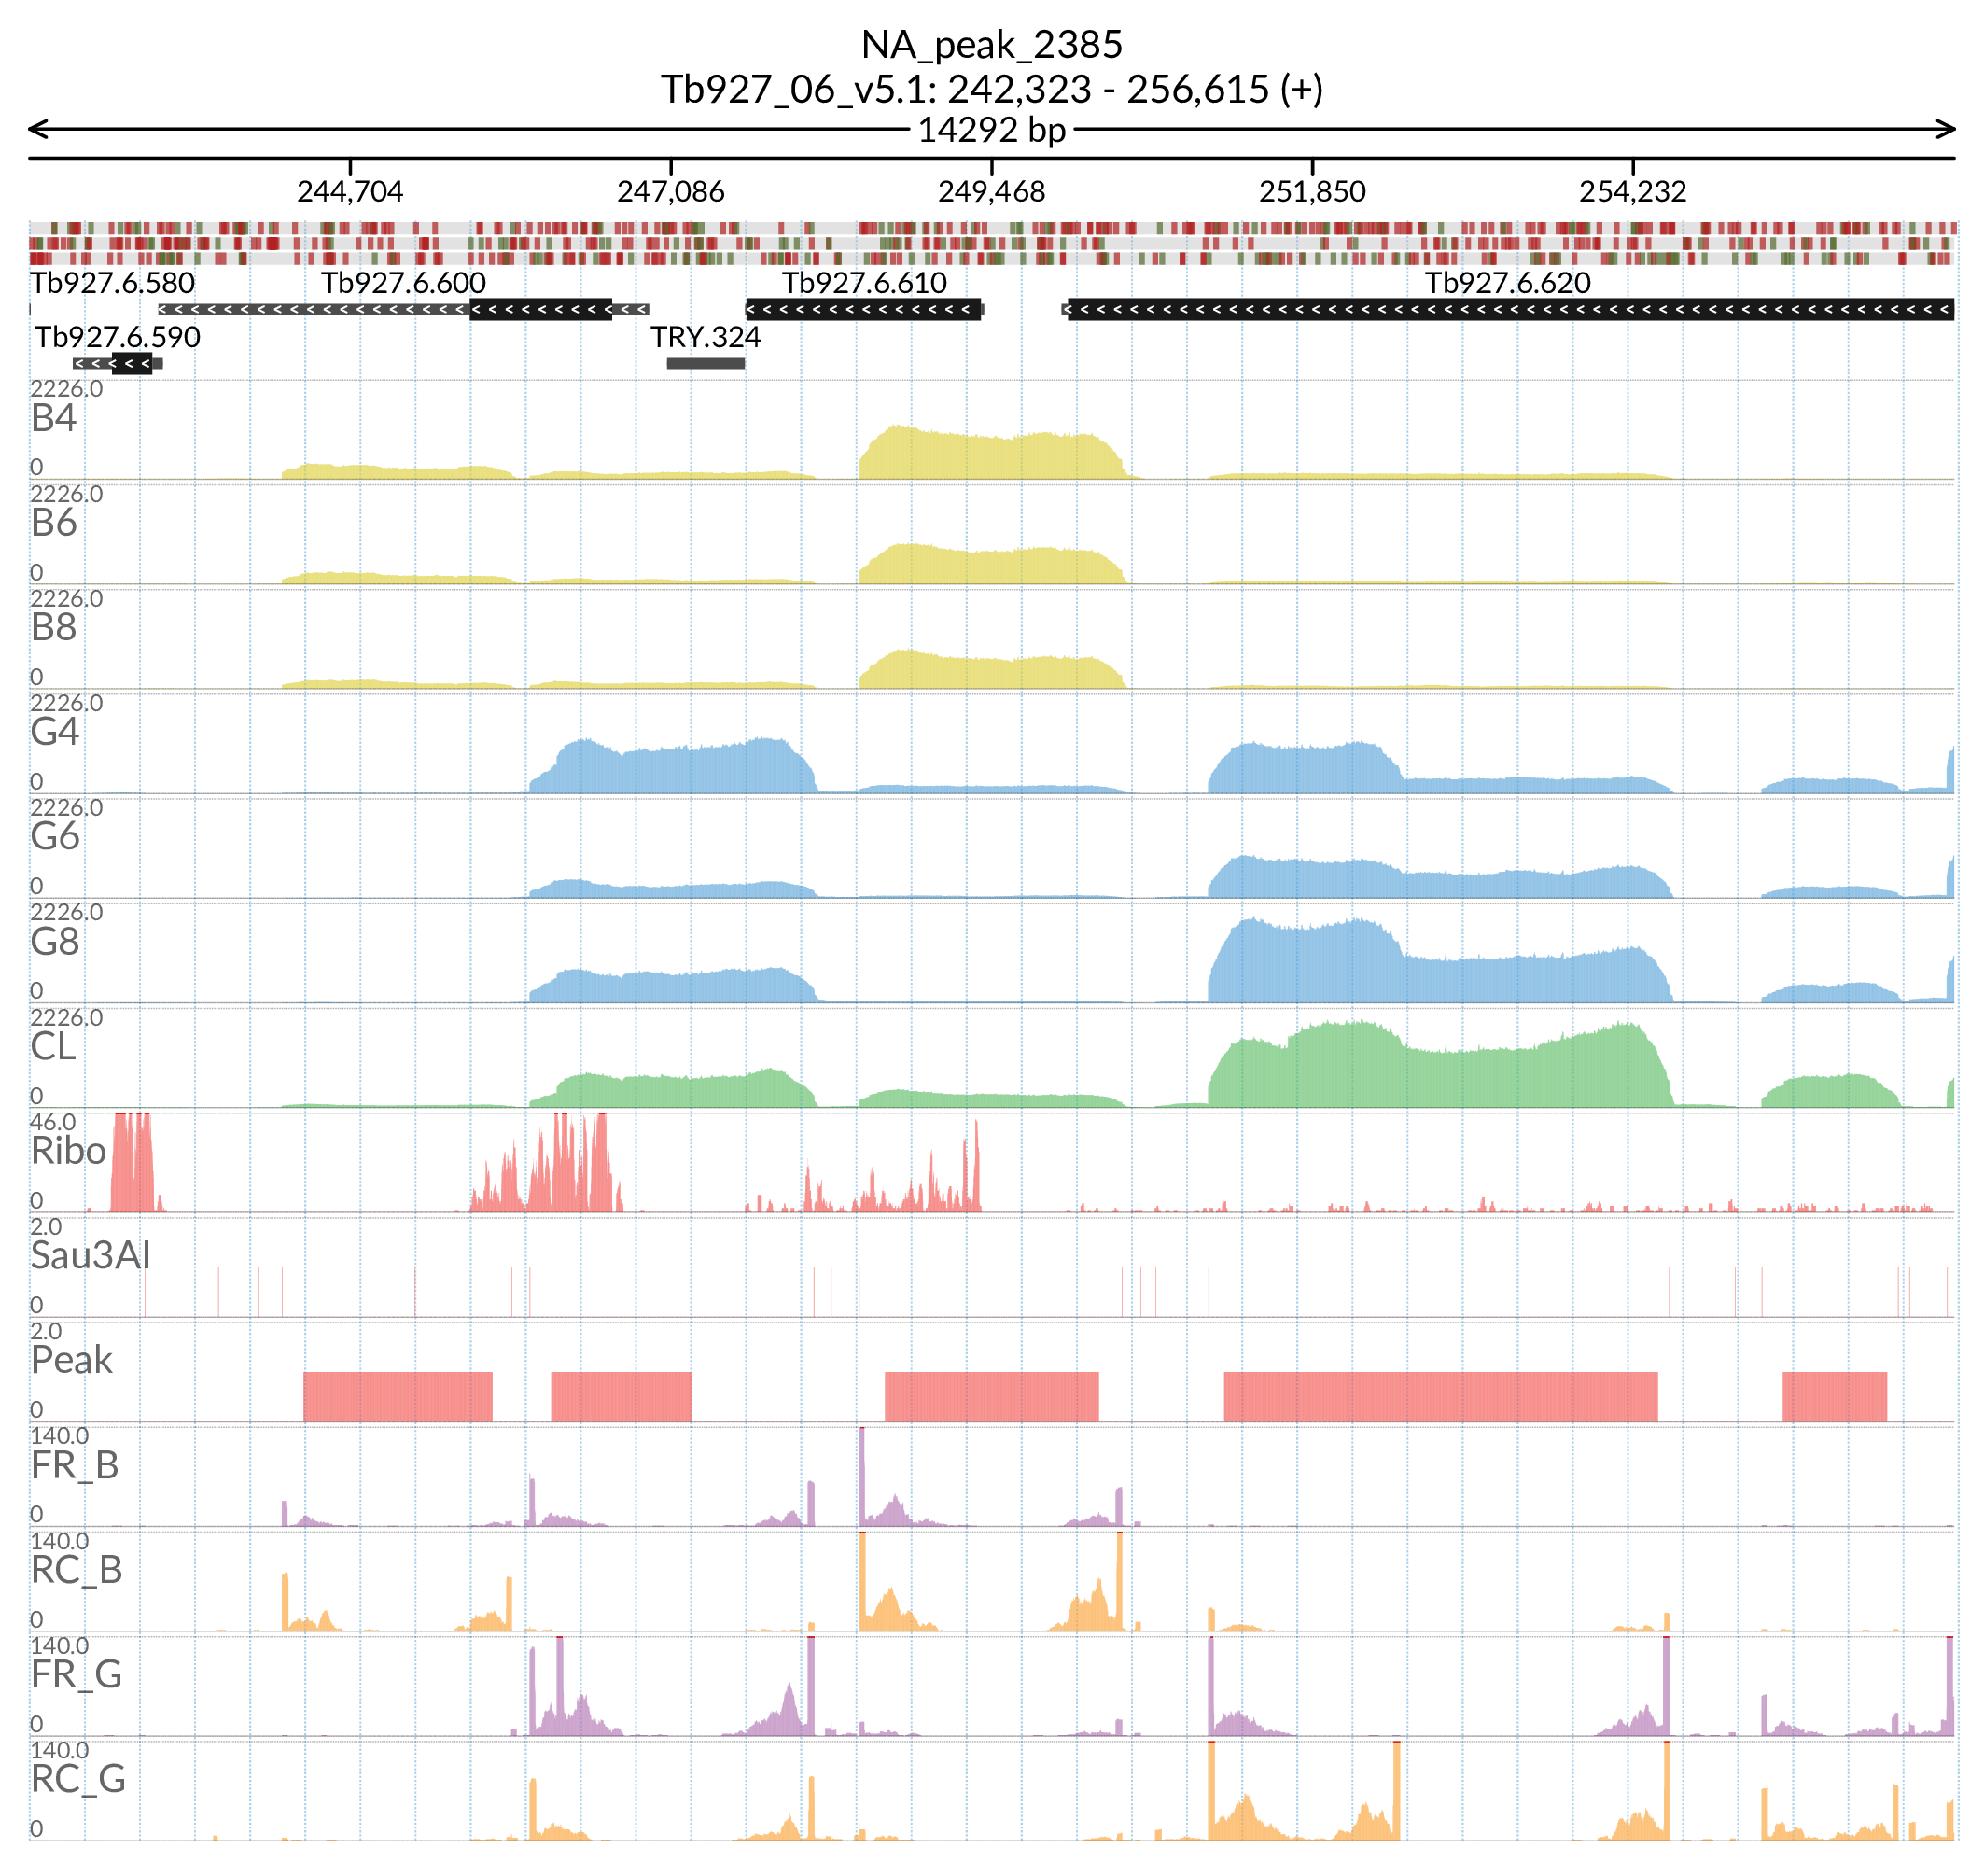 NA_peak_2385
Tb927_06_v5.1: 242,323 - 256,615 (+)
14292 bp
244,704 247,086 249,468 251,850 254,232
Tb927.6.580 Tb927.6.600 Tb927.6.610 Tb927.6.620
Tb927.6.590 TRY.324
2226.0
B4
0
2226.0
B6
0
2226.0
B8
0
2226.0
G4
0
2226.0
G6
0
2226.0
G8
0
2226.0
CL
0
46.0
Ribo
0
2.0
Sau3AI
0
2.0
Peak
0
140.0
FR_B
0
140.0
RC_B
0
140.0
FR_G
0
140.0
RC_G
0